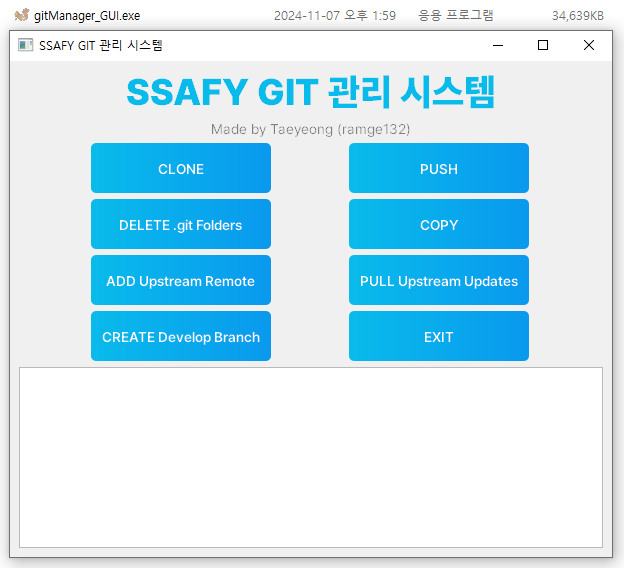 gitManager_GUI.exe 2024-11-07 오후 1:59 응용 프로그램 34,639KB
SSAFY GIT 관리 시스템
SSAFY GIT 관리 시스템
Made by Taeyeong (ramge132)
CLONE PUSH
DELETE .git Folders COPY
ADD Upstream Remote PULL Upstream Updates
CREATE Develop Branch EXIT